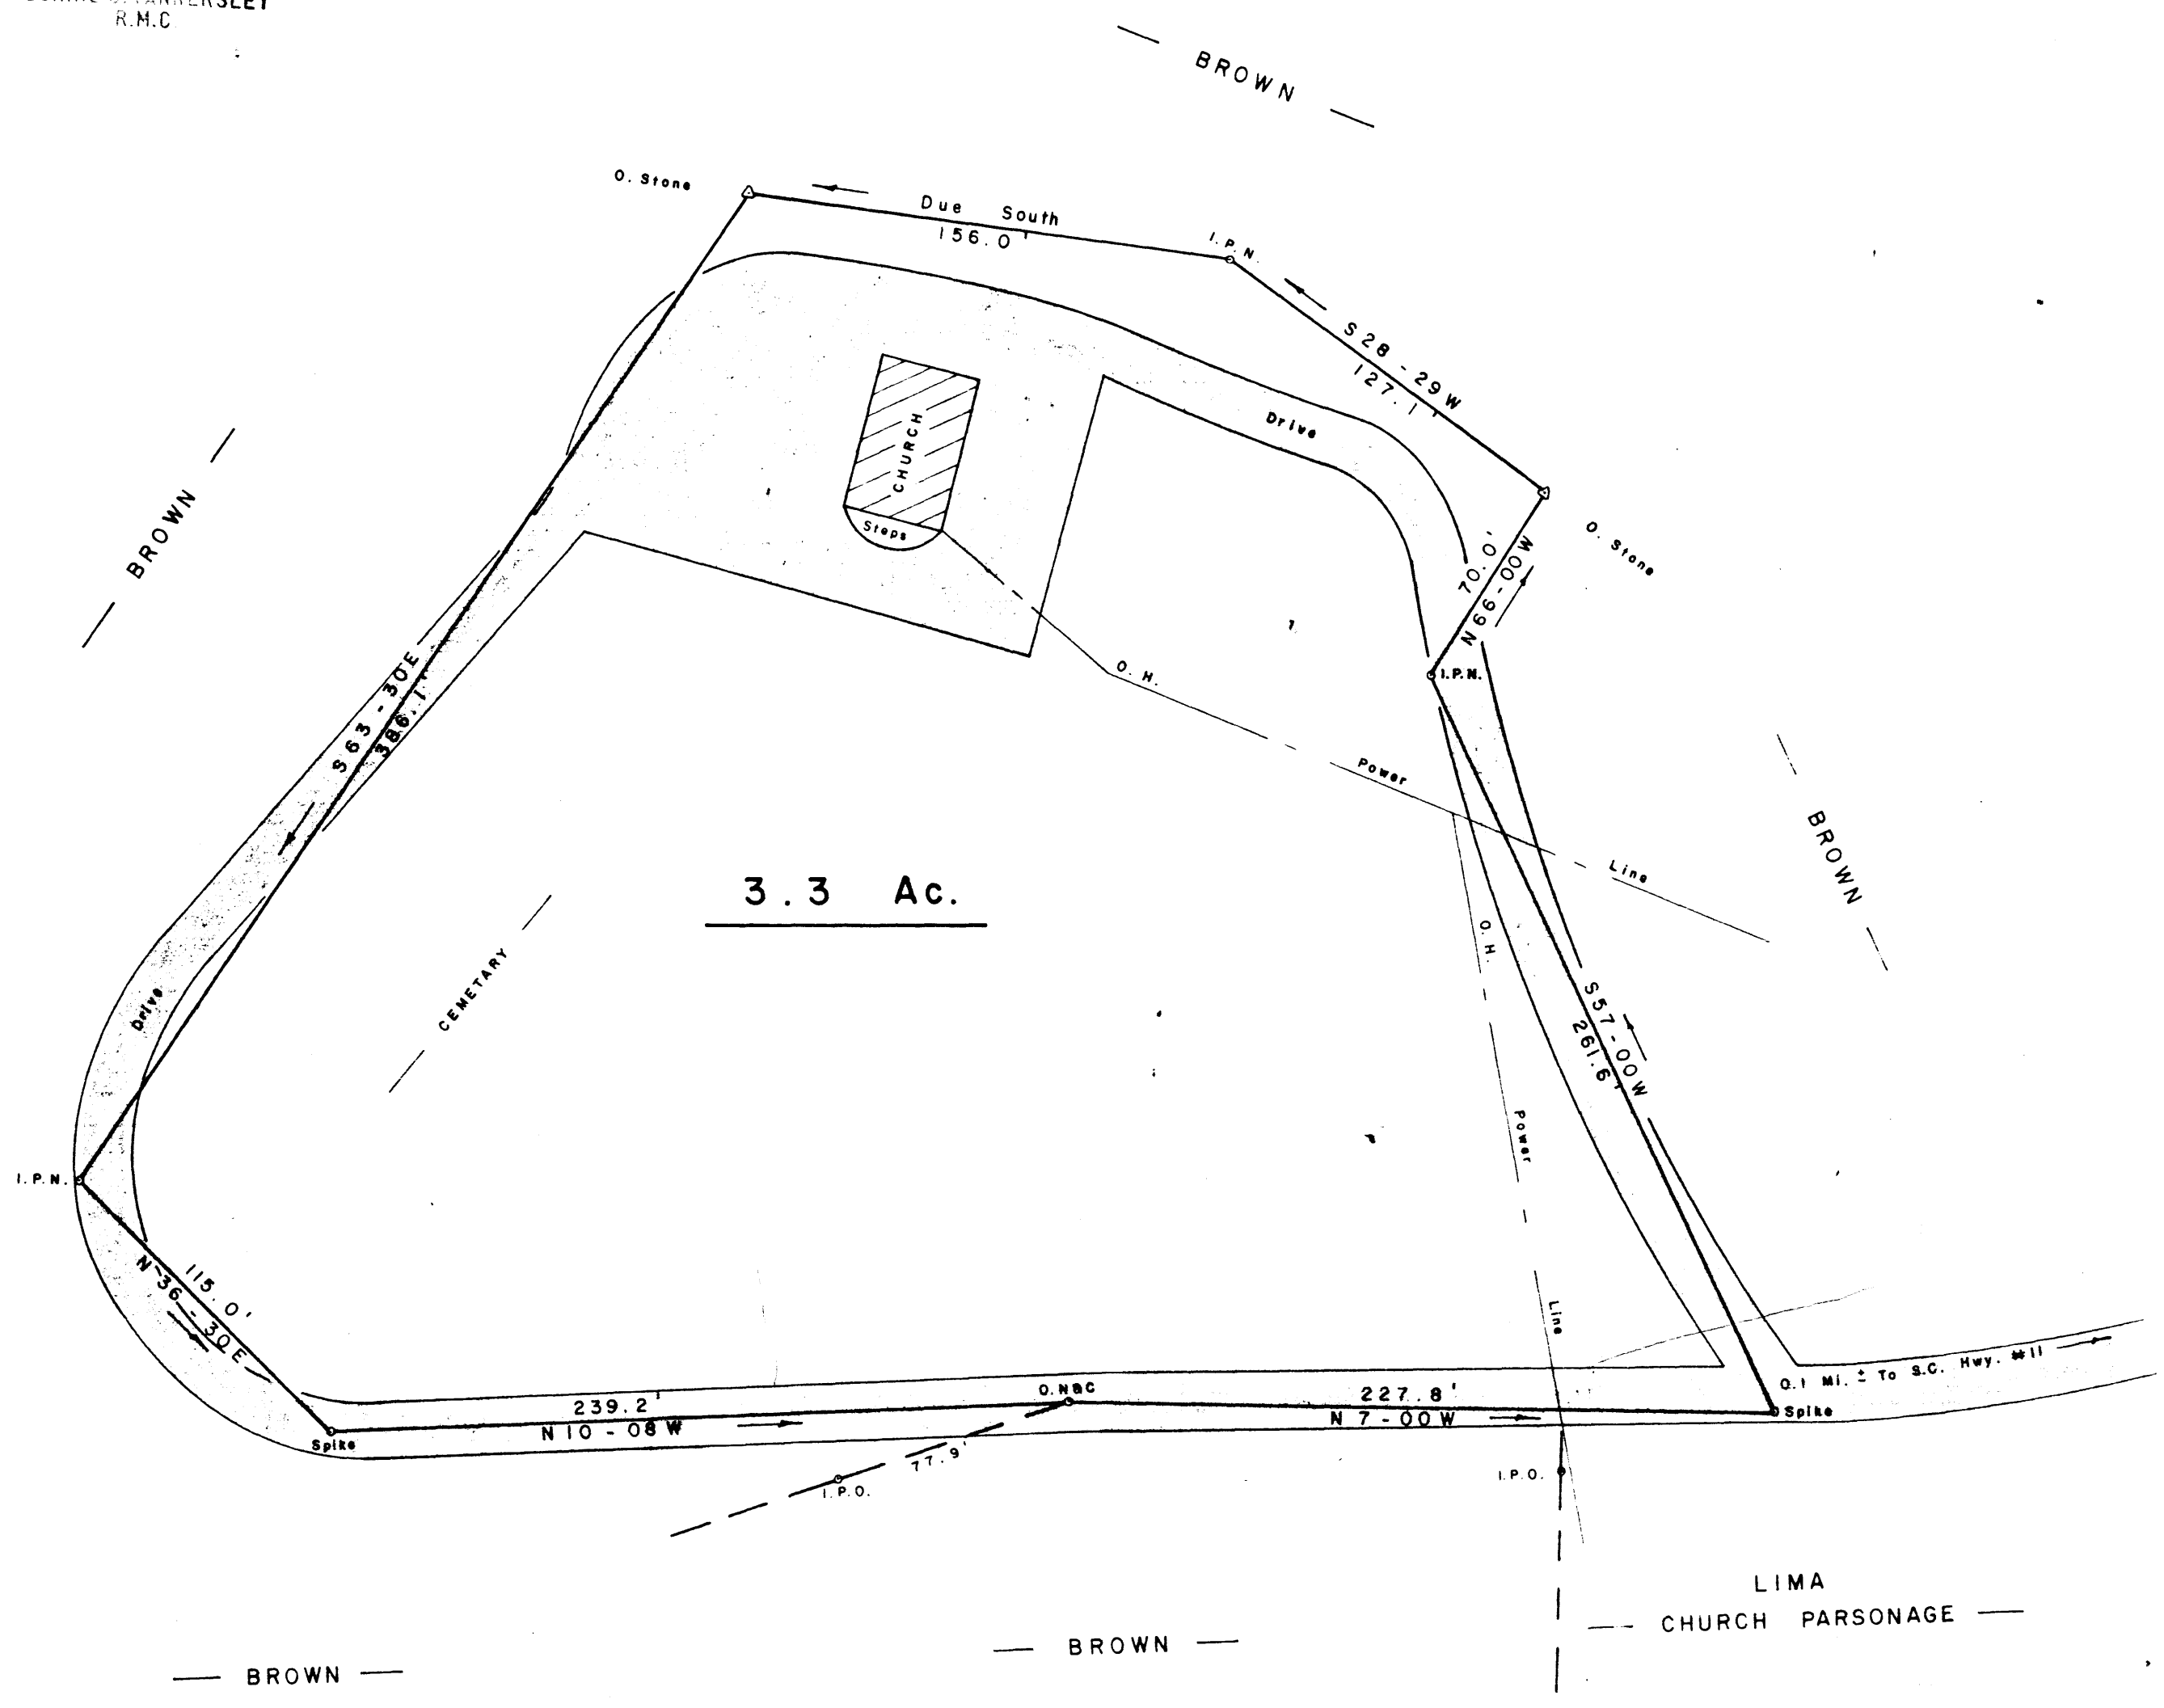 R.M.C
BROWN
O. Stone
Due South
156.0'
I.P.N.
S 28 - 29 W
127.1'
Drive
CHURCH
Steps
O. Stone
70.0'
N 66 - 00 W
I.P.N.
BROWN
O. H.
Power
Line
S 63 - 30 E
386.1'
BROWN
3.3 Ac.
CEMETARY
O. H.
Power
Line
S 57 - 00 W
261.6'
Drive
I.P.N.
115.0'
N 36 - 30 E
Spike
239.2'
N 10 - 08 W
O. N&C
227.8'
N 7 - 00 W
0.1 Mi. ± To S.C. Hwy. #11
Spike
77.9'
I.P.O.
I.P.O.
LIMA
CHURCH PARSONAGE
BROWN
BROWN